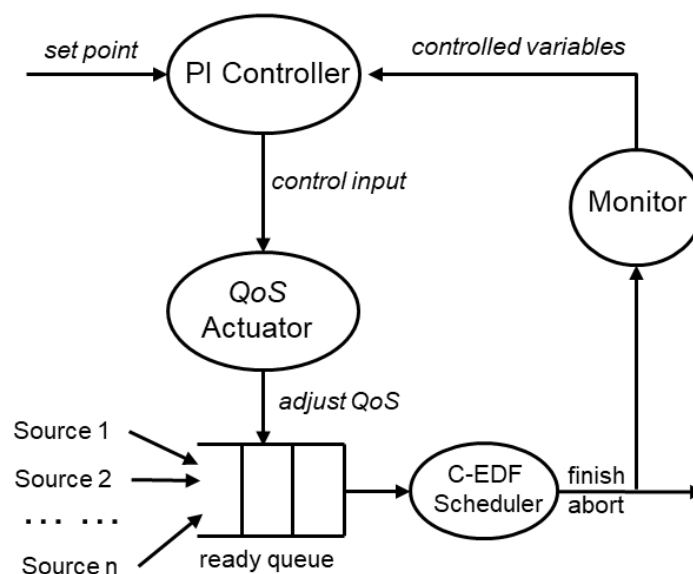 set point
PI Controller
controlled variables
control input
Monitor
QoS
Actuator
adjust QoS
Source 1
Source 2
... ...
Source n
ready queue
C-EDF
Scheduler
finish
abort